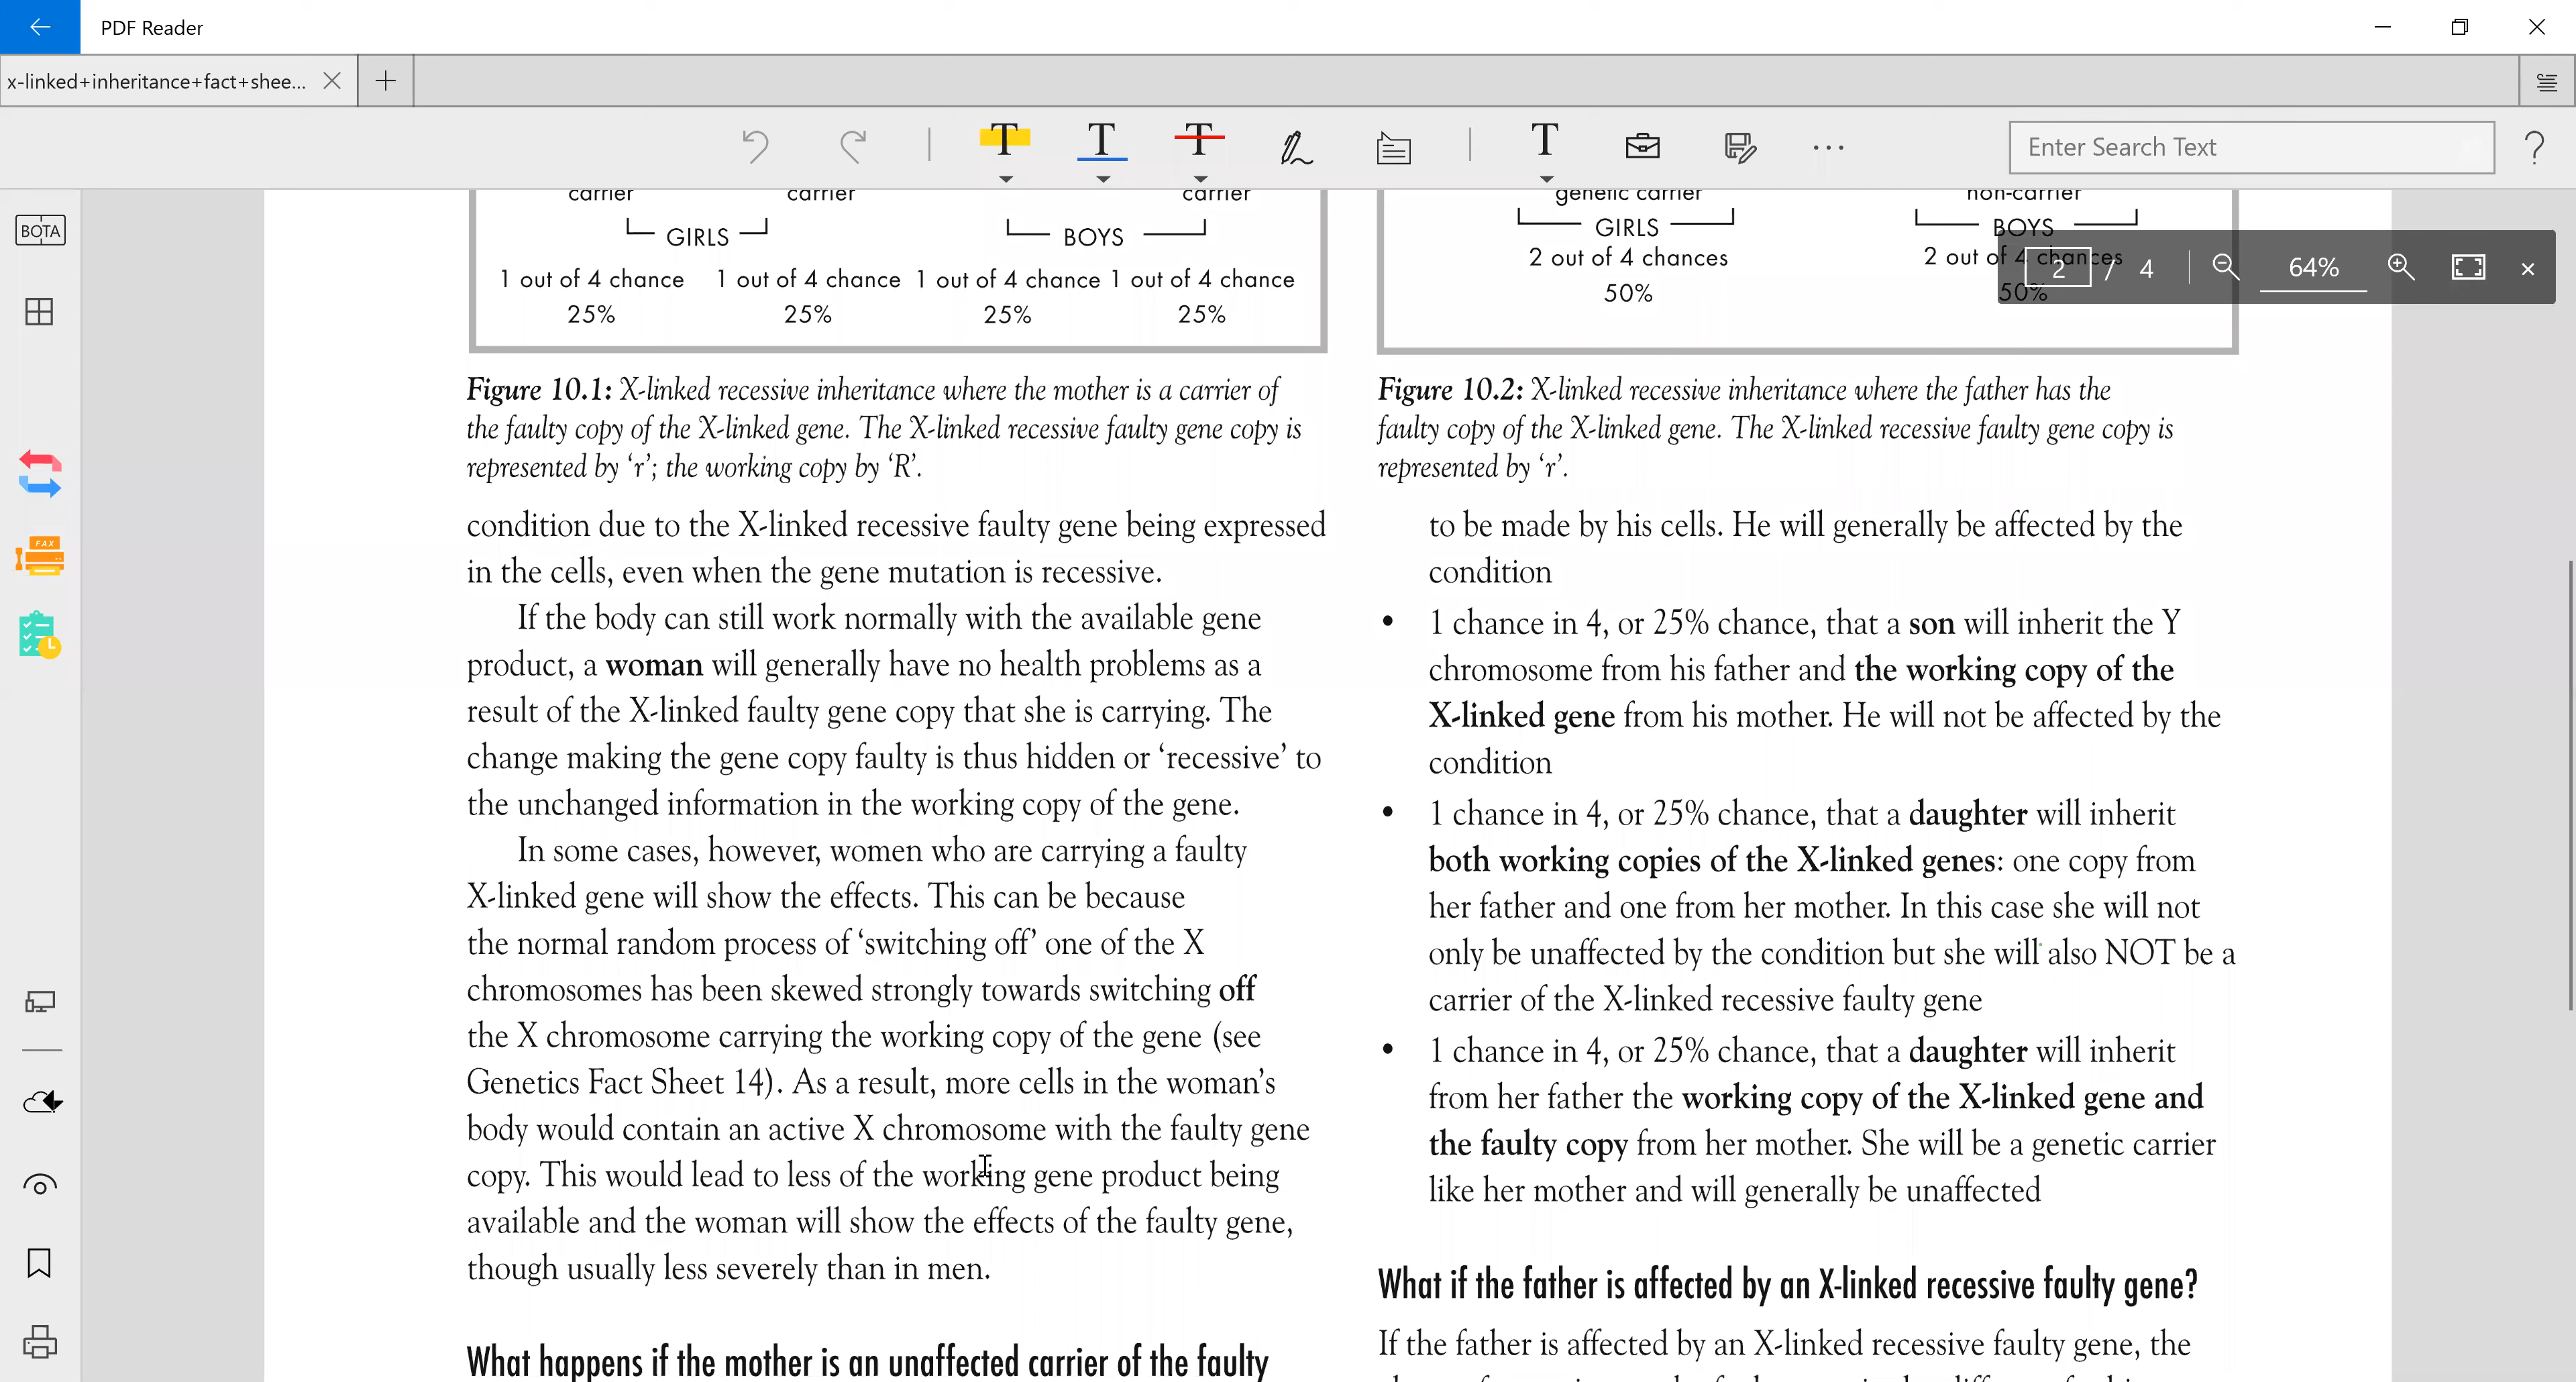 PDF Reader
x-linked+inheritance+fact+shee...
Enter Search Text
?
BOTA
FAX
carrier carrier carrier
GIRLS BOYS
1 out of 4 chance 1 out of 4 chance 1 out of 4 chance 1 out of 4 chance
25% 25% 25% 25%
Figure 10.1: X-linked recessive inheritance where the mother is a carrier of
the faulty copy of the X-linked gene. The X-linked recessive faulty gene copy is
represented by ‘r’; the working copy by ‘R’.
condition due to the X-linked recessive faulty gene being expressed
in the cells, even when the gene mutation is recessive.
If the body can still work normally with the available gene
product, a woman will generally have no health problems as a
result of the X-linked faulty gene copy that she is carrying. The
change making the gene copy faulty is thus hidden or ‘recessive’ to
the unchanged information in the working copy of the gene.
In some cases, however, women who are carrying a faulty
X-linked gene will show the effects. This can be because
the normal random process of ‘switching off’ one of the X
chromosomes has been skewed strongly towards switching off
the X chromosome carrying the working copy of the gene (see
Genetics Fact Sheet 14). As a result, more cells in the woman’s
body would contain an active X chromosome with the faulty gene
copy. This would lead to less of the working gene product being
available and the woman will show the effects of the faulty gene,
though usually less severely than in men.
What happens if the mother is an unaffected carrier of the faulty
genetic carrier non-carrier
GIRLS BOYS
2 out of 4 chances 2 out of 4 chances
50% 50%
2 / 4 64%
Figure 10.2: X-linked recessive inheritance where the father has the
faulty copy of the X-linked gene. The X-linked recessive faulty gene copy is
represented by ‘r’.
to be made by his cells. He will generally be affected by the
condition
• 1 chance in 4, or 25% chance, that a son will inherit the Y
chromosome from his father and the working copy of the
X-linked gene from his mother. He will not be affected by the
condition
• 1 chance in 4, or 25% chance, that a daughter will inherit
both working copies of the X-linked genes: one copy from
her father and one from her mother. In this case she will not
only be unaffected by the condition but she will also NOT be a
carrier of the X-linked recessive faulty gene
• 1 chance in 4, or 25% chance, that a daughter will inherit
from her father the working copy of the X-linked gene and
the faulty copy from her mother. She will be a genetic carrier
like her mother and will generally be unaffected
What if the father is affected by an X-linked recessive faulty gene?
If the father is affected by an X-linked recessive faulty gene, the